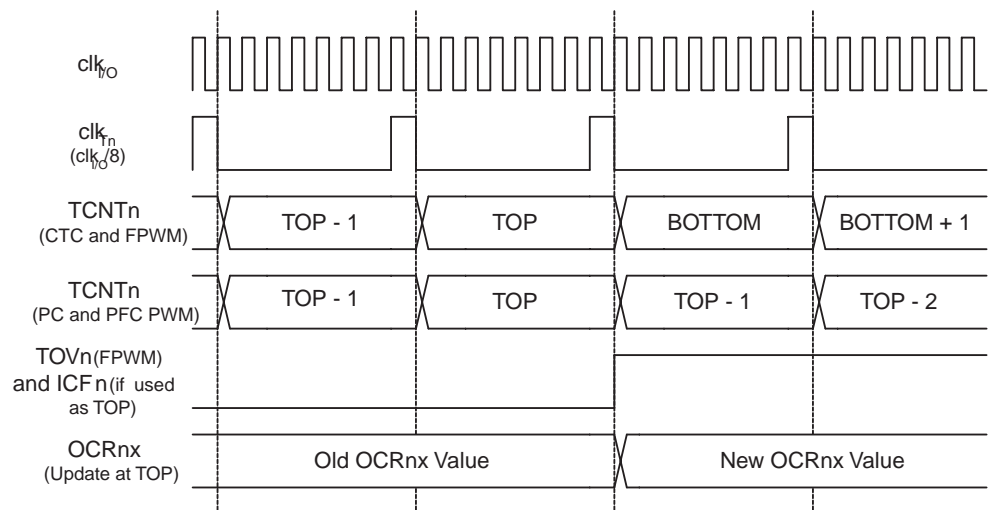 clkI/O
clkTn
(clkI/O/8)
TCNTn
(CTC and FPWM)
TOP - 1
TOP
BOTTOM
BOTTOM + 1
TCNTn
(PC and PFC PWM)
TOP - 1
TOP
TOP - 1
TOP - 2
TOVn(FPWM)
and ICFn(if used
as TOP)
OCRnx
(Update at TOP)
Old OCRnx Value
New OCRnx Value